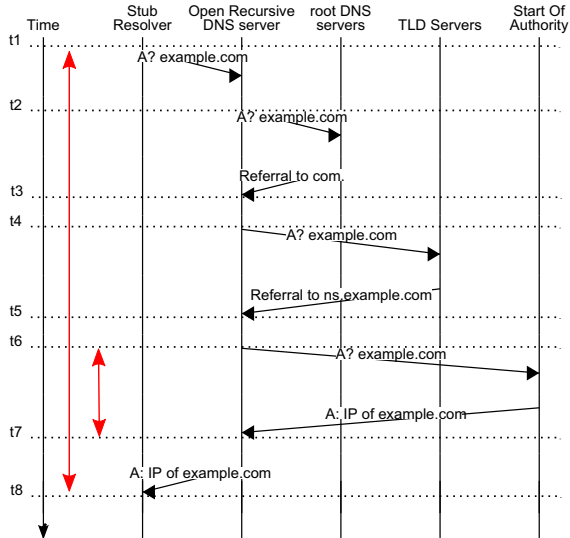 Time
Stub
Resolver
Open Recursive
DNS server
root DNS
servers
TLD Servers
Start Of
Authority
t1
A? example.com
t2
A? example.com
Referral to com.
t3
t4
A? example.com
Referral to ns.example.com
t5
t6
A? example.com
A: IP of example.com
t7
A: IP of example.com
t8